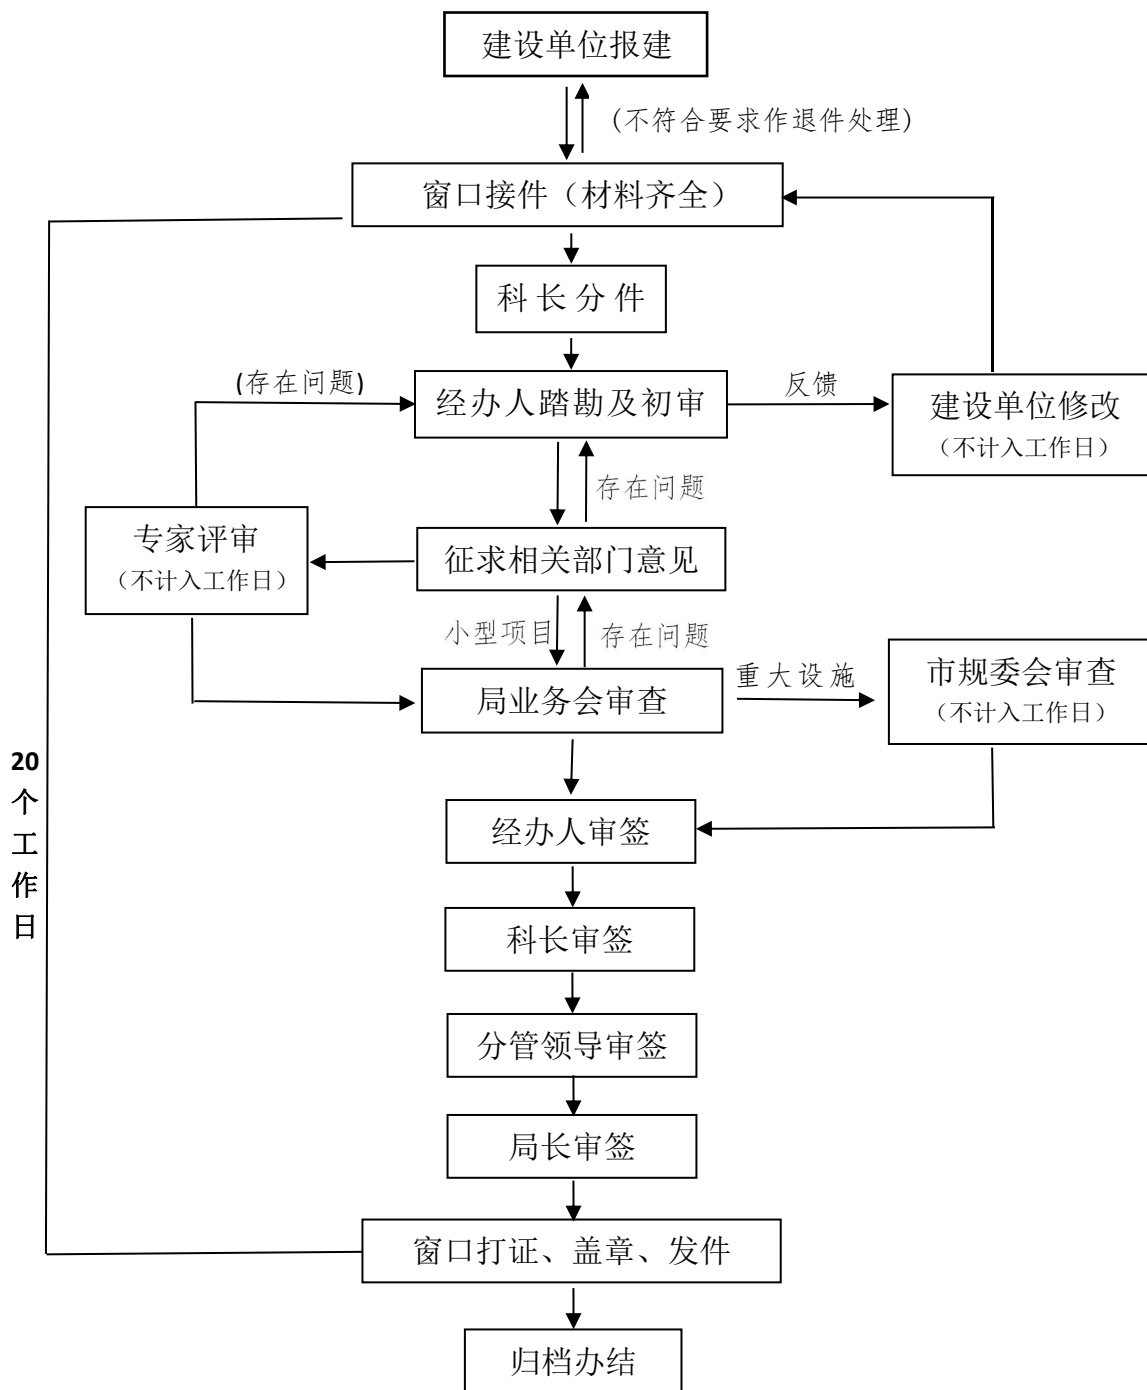 建设单位报建
(不符合要求作退件处理)
窗口接件（材料齐全）
科长分件
(存在问题)
经办人踏勘及初审
反馈
建设单位修改
（不计入工作日）
存在问题
专家评审
（不计入工作日）
征求相关部门意见
小型项目
存在问题
局业务会审查
重大设施
市规委会审查
（不计入工作日）
20
个
工
作
日
经办人审签
科长审签
分管领导审签
局长审签
窗口打证、盖章、发件
归档办结